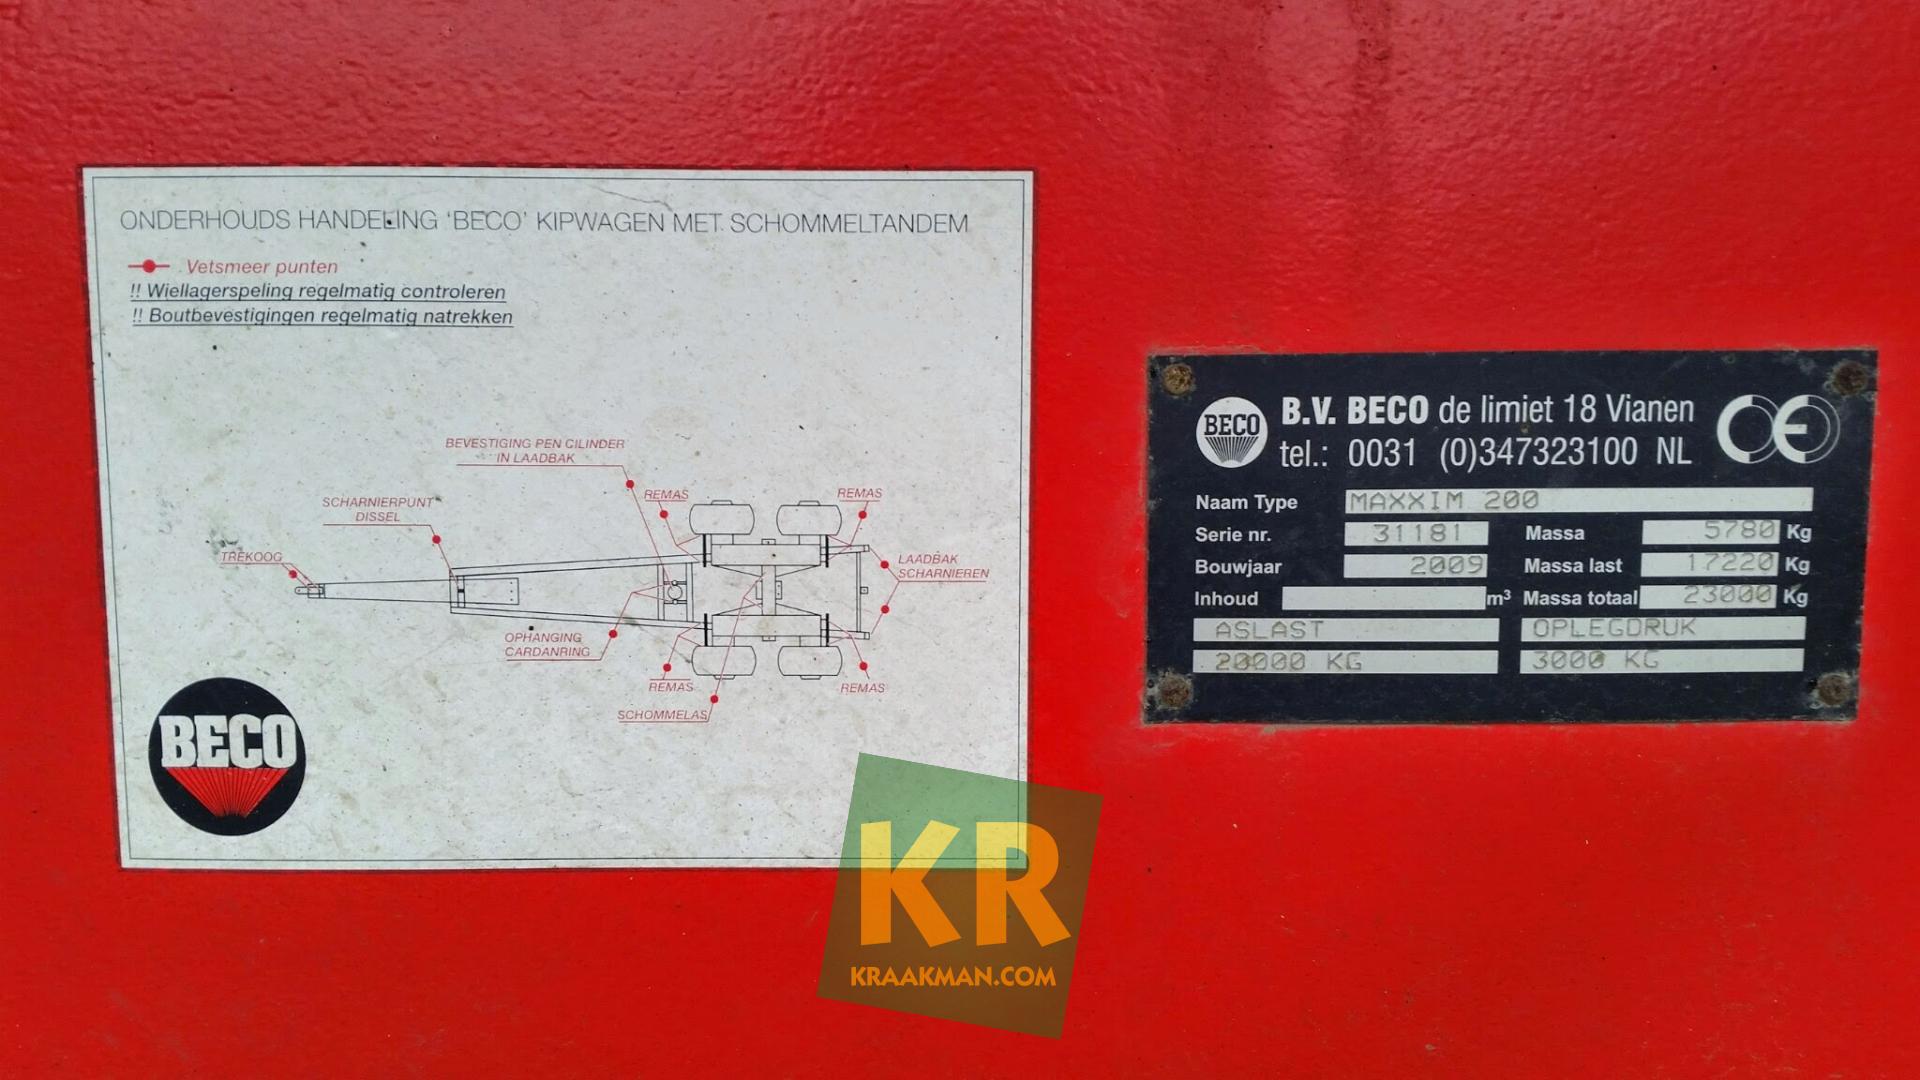 ONDERHOUDS HANDELING 'BECO' KIPWAGEN MET SCHOMMELTANDEM
Vetsmeer punten
!! Wiellagerspeling regelmatig controleren
!! Boutbevestigingen regelmatig natrekken
BEVESTIGING PEN CILINDER
IN LAADBAK
SCHARNIERPUNT
DISSEL
REMAS
REMAS
TREKOOG
LAADBAK
SCHARNIEREN
OPHANGING
CARDANRING
REMAS
REMAS
SCHOMMELAS
BECO
BECO
B.V. BECO de limiet 18 Vianen
tel.: 0031 (0)347323100 NL
CE
Naam Type MAXXIM 200
Serie nr. 31181 Massa 5780 Kg
Bouwjaar 2009 Massa last 17220 Kg
Inhoud m³ Massa totaal 23000 Kg
ASLAST OPLEGDRUK
20000 KG 3000 KG
KR
KRAAKMAN.COM